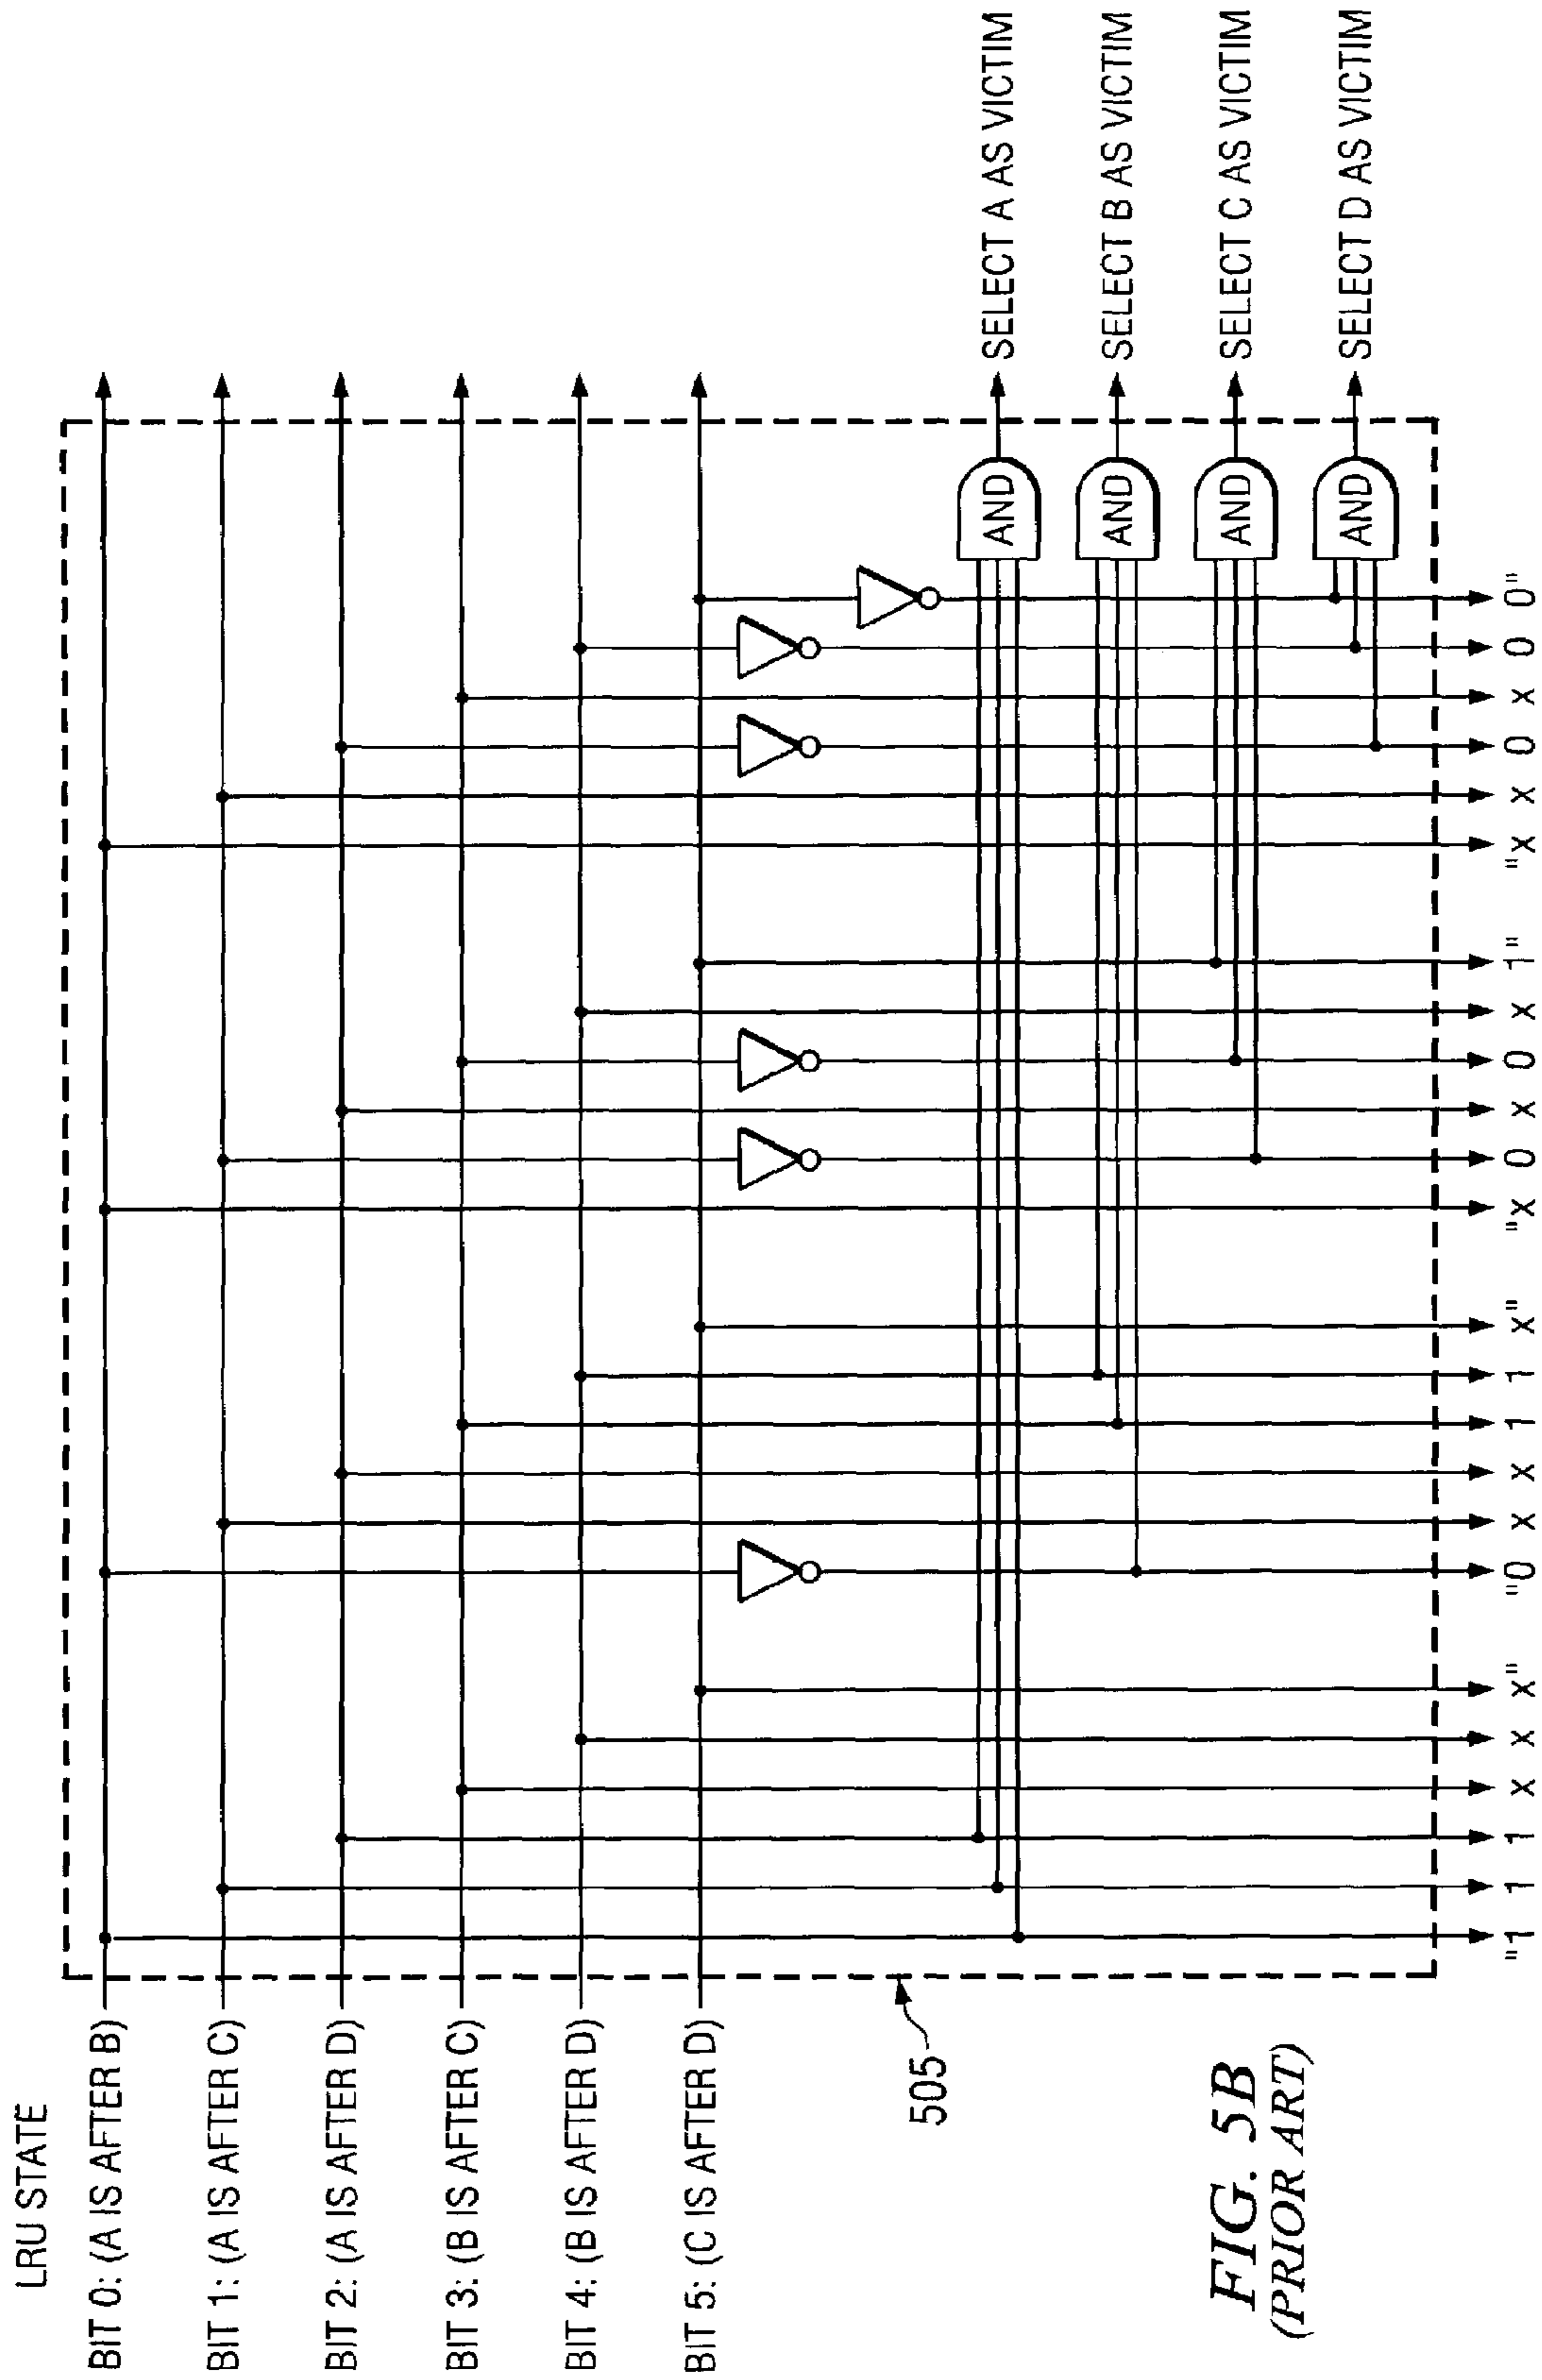 LRU STATE
BIT 0: (A IS AFTER B)
BIT 1: (A IS AFTER C)
BIT 2: (A IS AFTER D)
BIT 3: (B IS AFTER C)
BIT 4: (B IS AFTER D)
BIT 5: (C IS AFTER D)
505
AND
SELECT A AS VICTIM
AND
SELECT B AS VICTIM
AND
SELECT C AS VICTIM
AND
SELECT D AS VICTIM
"1 1 1 x x x" "0 x x 1 1 x" "x 0 x 0 x 1" "x x 0 x 0 0"
FIG. 5B
(PRIOR ART)